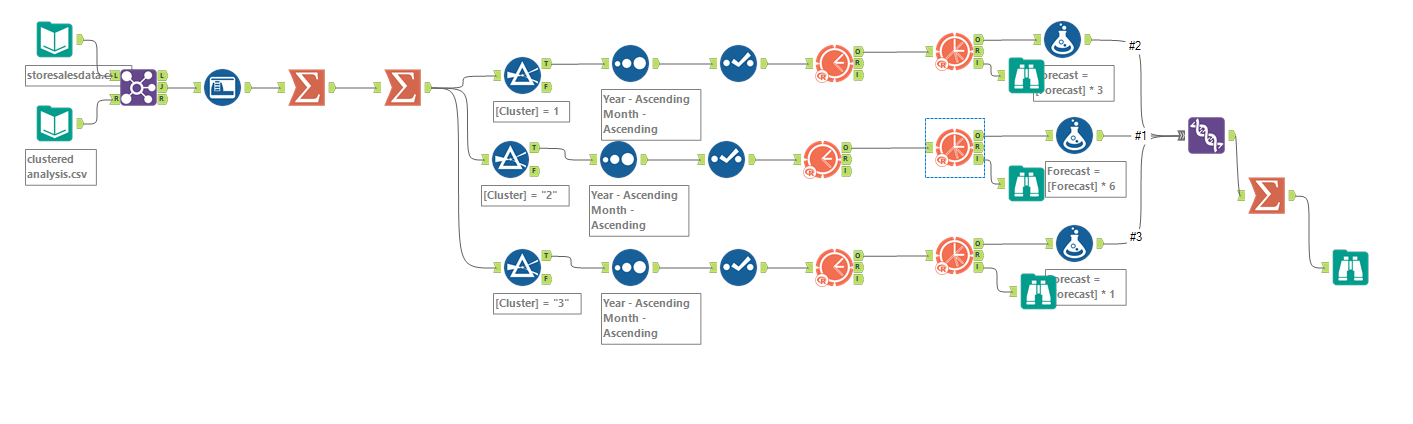 storesalesdata.c
clustered
analysis.csv
L
R
L
J
R
T
F
[Cluster] = 1
Year - Ascending
Month -
Ascending
O
R
I
O
R
I
orecast =
[Forecast] * 3
#2
T
F
[Cluster] = "2"
Year - Ascending
Month -
Ascending
O
R
I
O
R
I
Forecast =
[Forecast] * 6
#1
T
F
[Cluster] = "3"
Year - Ascending
Month -
Ascending
O
R
I
O
R
I
orecast =
orecast] * 1
#3